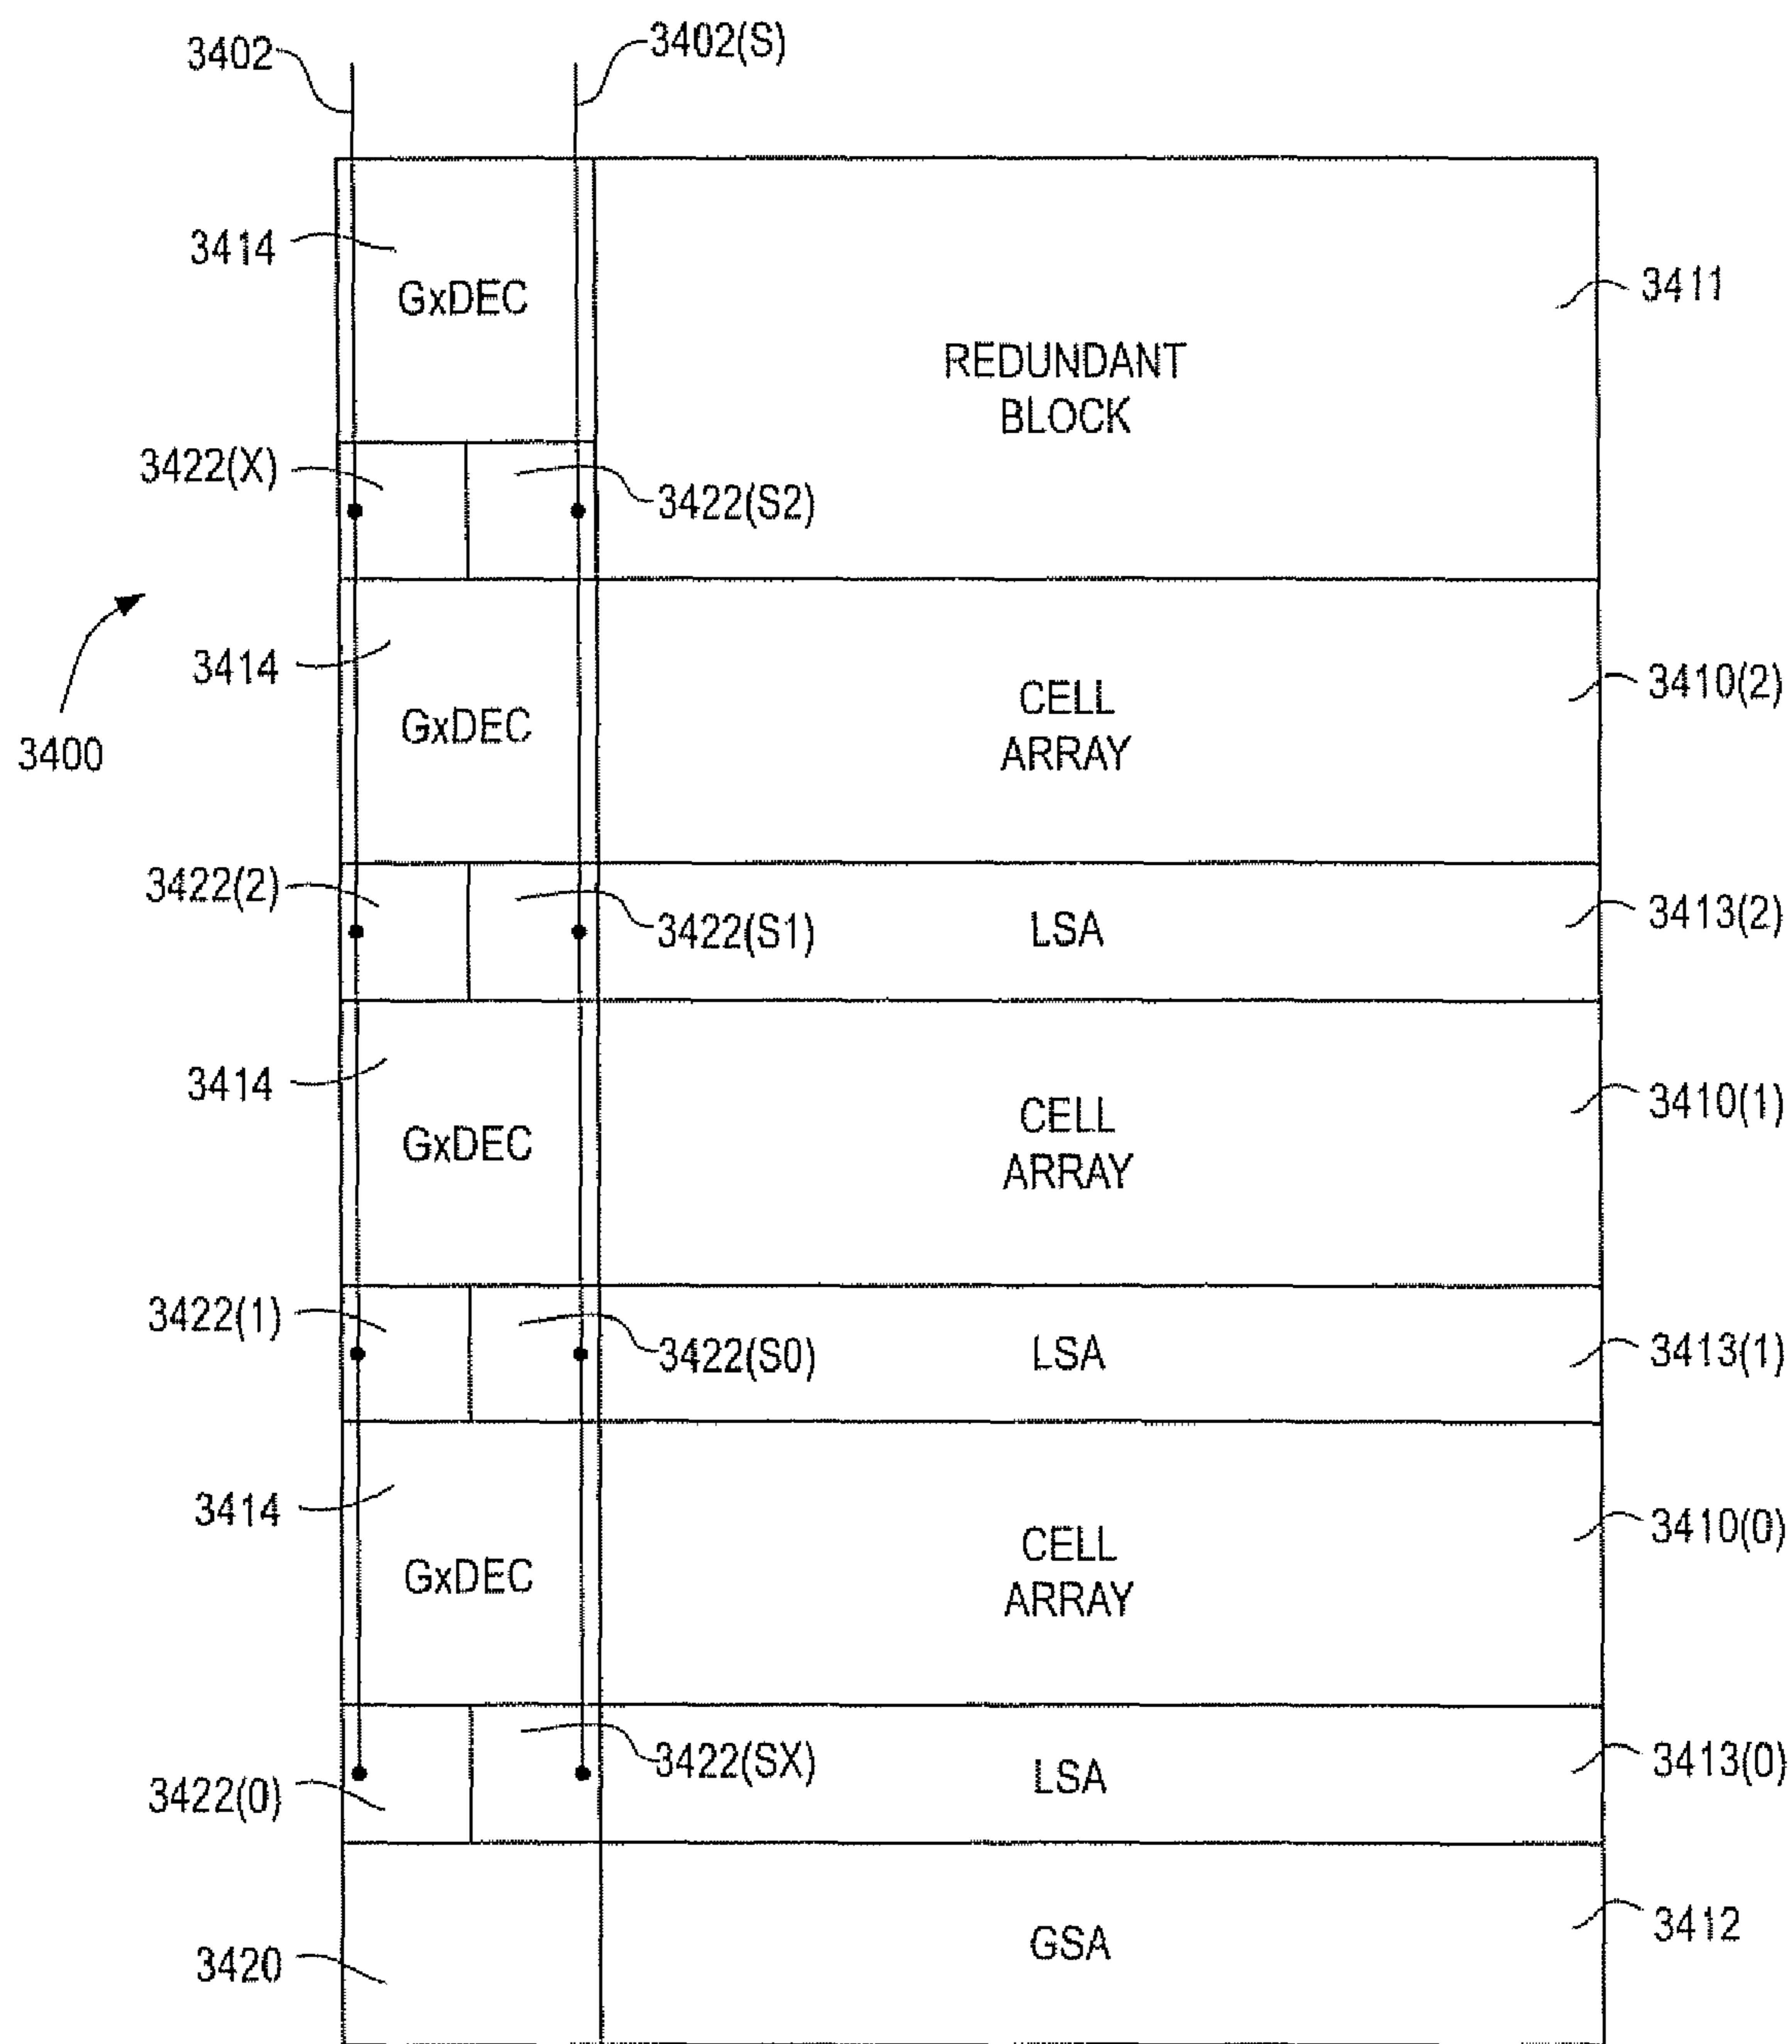 3402
3402(S)
3414
GxDEC
3411
REDUNDANT
BLOCK
3422(X)
3422(S2)
3400
3414
GxDEC
CELL
ARRAY
3410(2)
3422(2)
3422(S1)
LSA
3413(2)
3414
GxDEC
CELL
ARRAY
3410(1)
3422(1)
3422(S0)
LSA
3413(1)
3414
GxDEC
CELL
ARRAY
3410(0)
3422(0)
3422(SX)
LSA
3413(0)
3420
GSA
3412